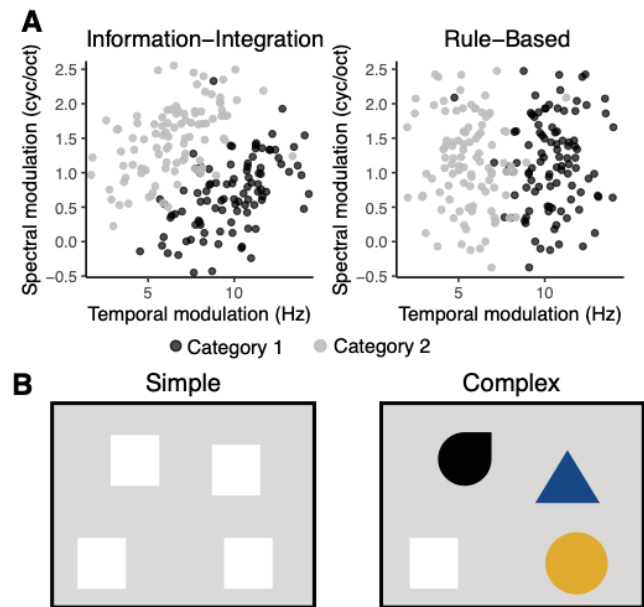 A
Information−Integration
Rule−Based
Spectral modulation (cyc/oct)
2.5
2.0
1.5
1.0
0.5
0.0
−0.5
5
10
Temporal modulation (Hz)
Spectral modulation (cyc/oct)
2.5
2.0
1.5
1.0
0.5
0.0
−0.5
5
10
Temporal modulation (Hz)
Category 1
Category 2
B
Simple
Complex